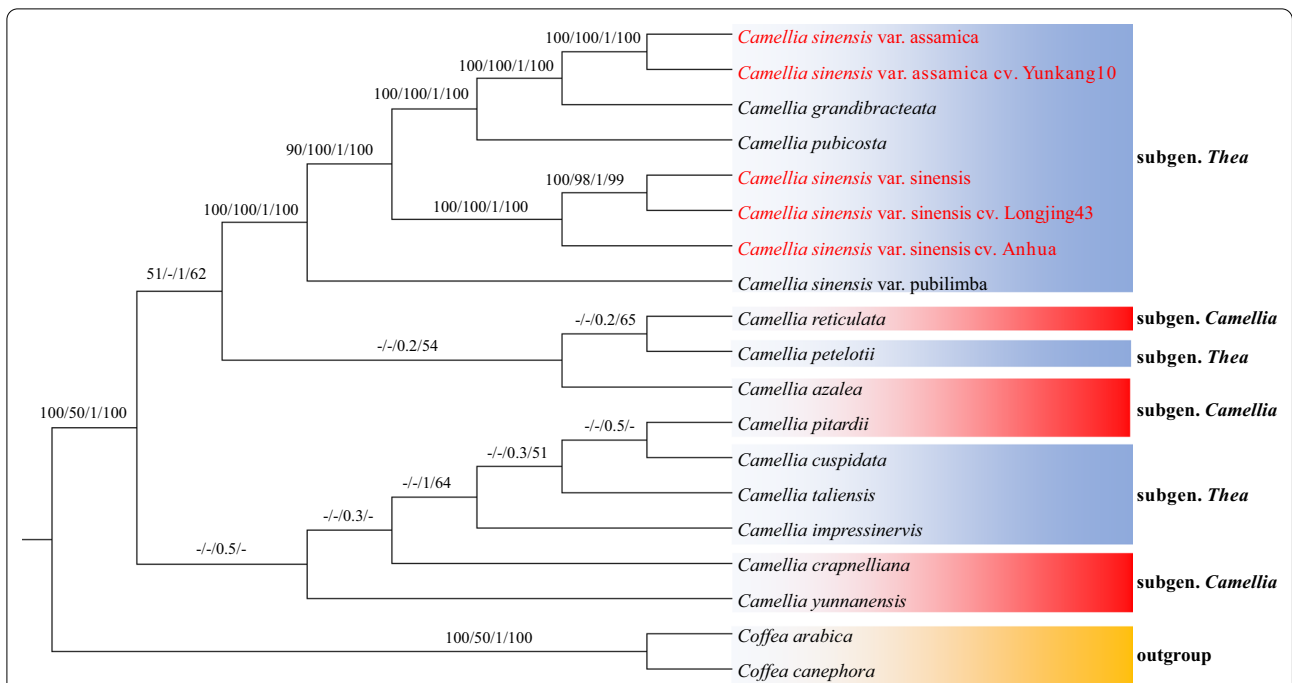 100/100/1/100 Camellia sinensis var. assamica
100/100/1/100 Camellia sinensis var. assamica cv. Yunkang10
100/100/1/100 Camellia grandibracteata
90/100/1/100 Camellia pubicosta
subgen. Thea
100/98/1/99 Camellia sinensis var. sinensis
100/100/1/100 100/100/1/100 Camellia sinensis var. sinensis cv. Longjing43
Camellia sinensis var. sinensis cv. Anhua
51/-/1/62 Camellia sinensis var. pubilimba
-/-/0.2/65 Camellia reticulata subgen. Camellia
-/-/0.2/54 Camellia petelotii subgen. Thea
Camellia azalea
subgen. Camellia
100/50/1/100 -/-/0.5/- Camellia pitardii
-/-/0.3/51 Camellia cuspidata
-/-/1/64 Camellia taliensis subgen. Thea
-/-/0.3/- Camellia impressinervis
-/-/0.5/- Camellia crapnelliana
subgen. Camellia
Camellia yunnanensis
100/50/1/100 Coffea arabica
outgroup
Coffea canephora